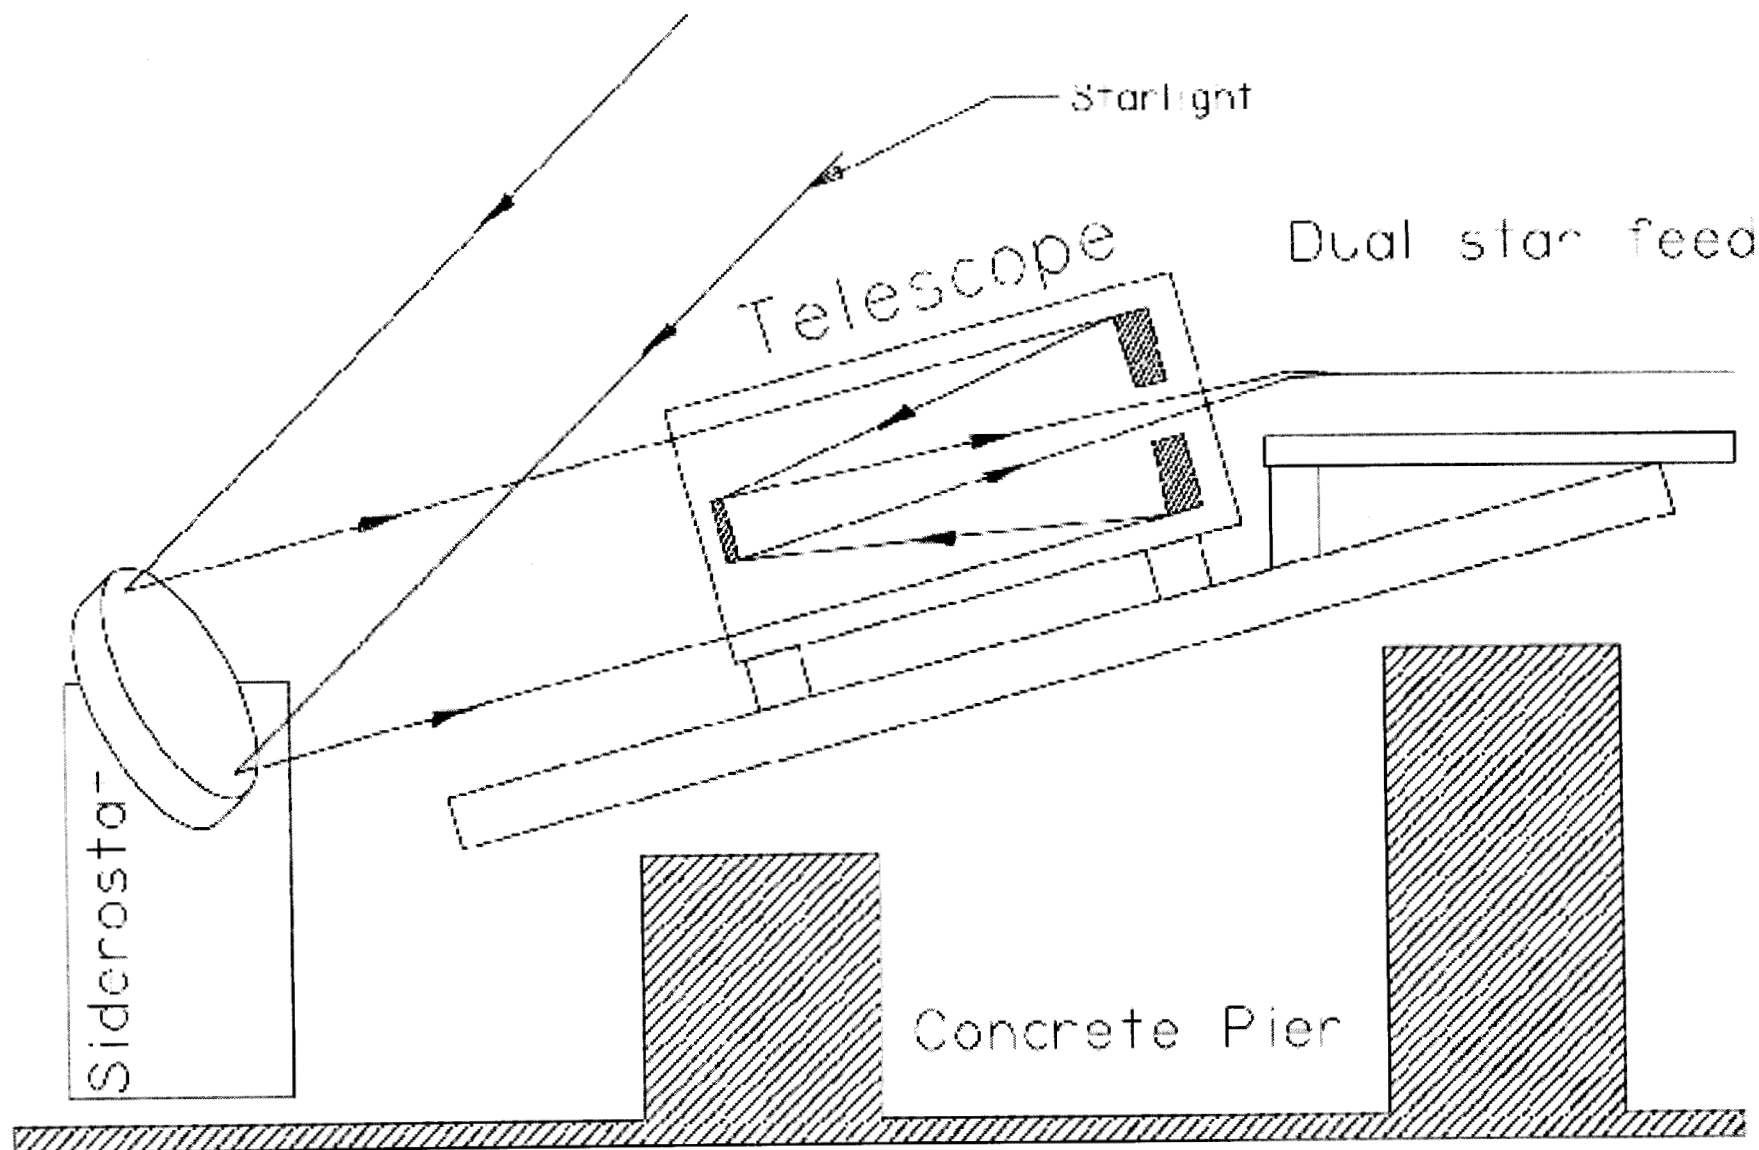 Starlight
Telescope
Dual star feed
Siderostat
Concrete Pier